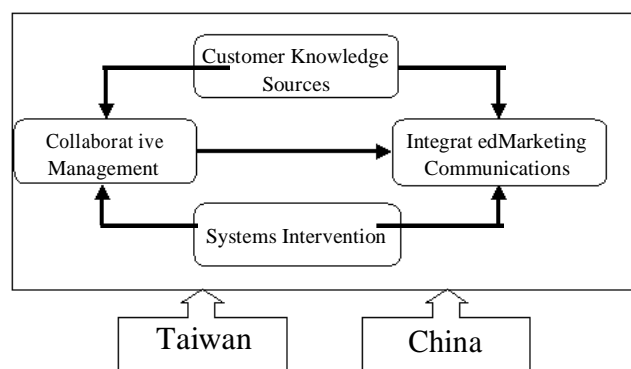 Customer Knowledge
Sources
Collaborat ive
Management
Integrat edMarketing
Communications
Systems Intervention
Taiwan
China